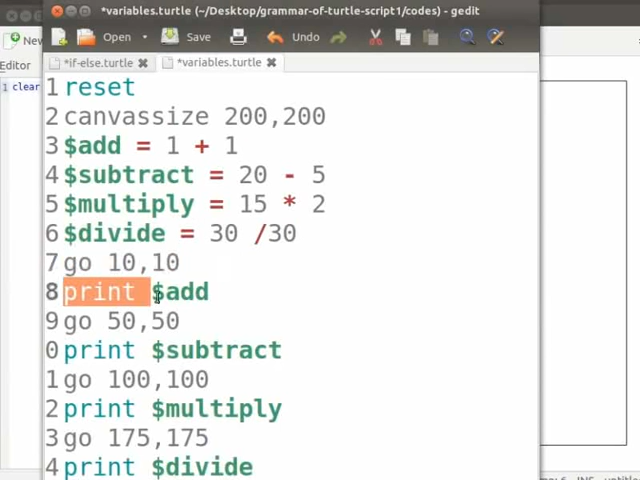 *variables.turtle (~/Desktop/grammar-of-turtle-script1/codes) - gedit
New
Open Save Undo
Editor
*if-else.turtle *variables.turtle
1 clear
1 reset
2 canvassize 200,200
3 $add = 1 + 1
4 $subtract = 20 - 5
5 $multiply = 15 * 2
6 $divide = 30 /30
7 go 10,10
8 print $add
9 go 50,50
0 print $subtract
1 go 100,100
2 print $multiply
3 go 175,175
4 print $divide